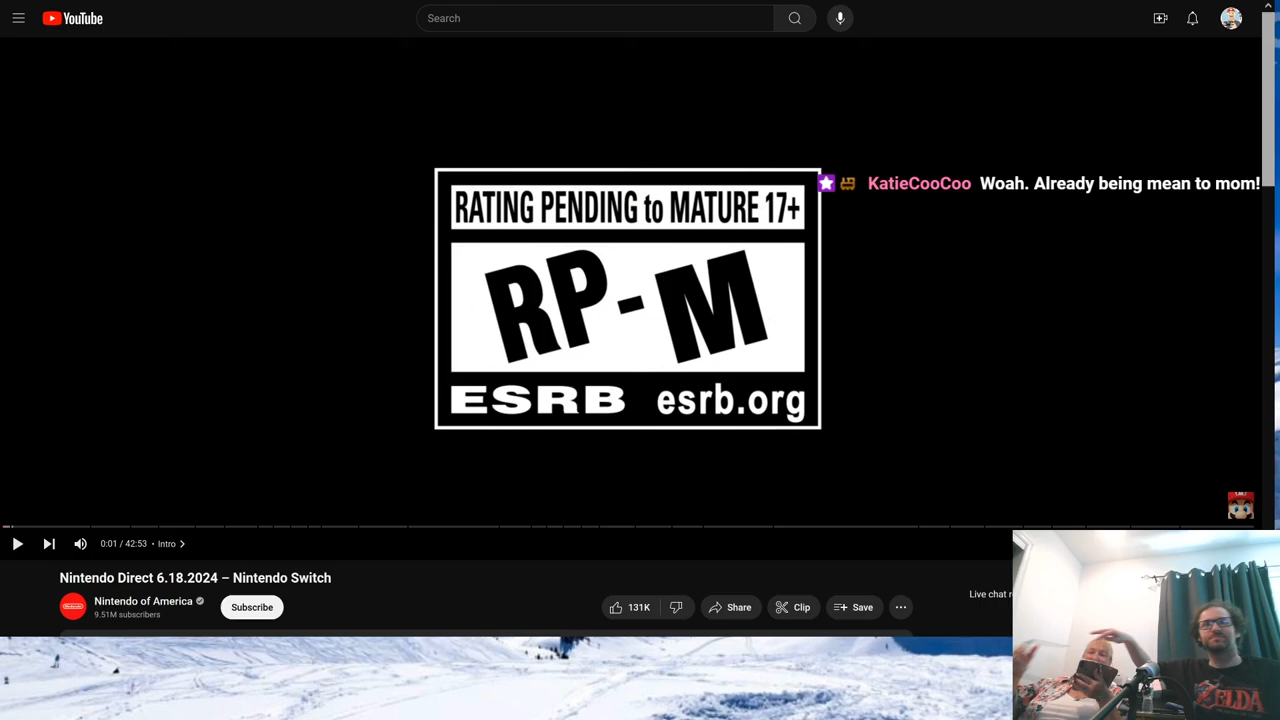 YouTube
Search
RATING PENDING to MATURE 17+
KatieCooCoo Woah. Already being mean to mom!
RP-M
ESRB esrb.org
0:01 / 42:53 • Intro
Nintendo Direct 6.18.2024 – Nintendo Switch
Nintendo of America
9.51M subscribers
Subscribe
131K
Share
Clip
Save
Live chat
ZELDA